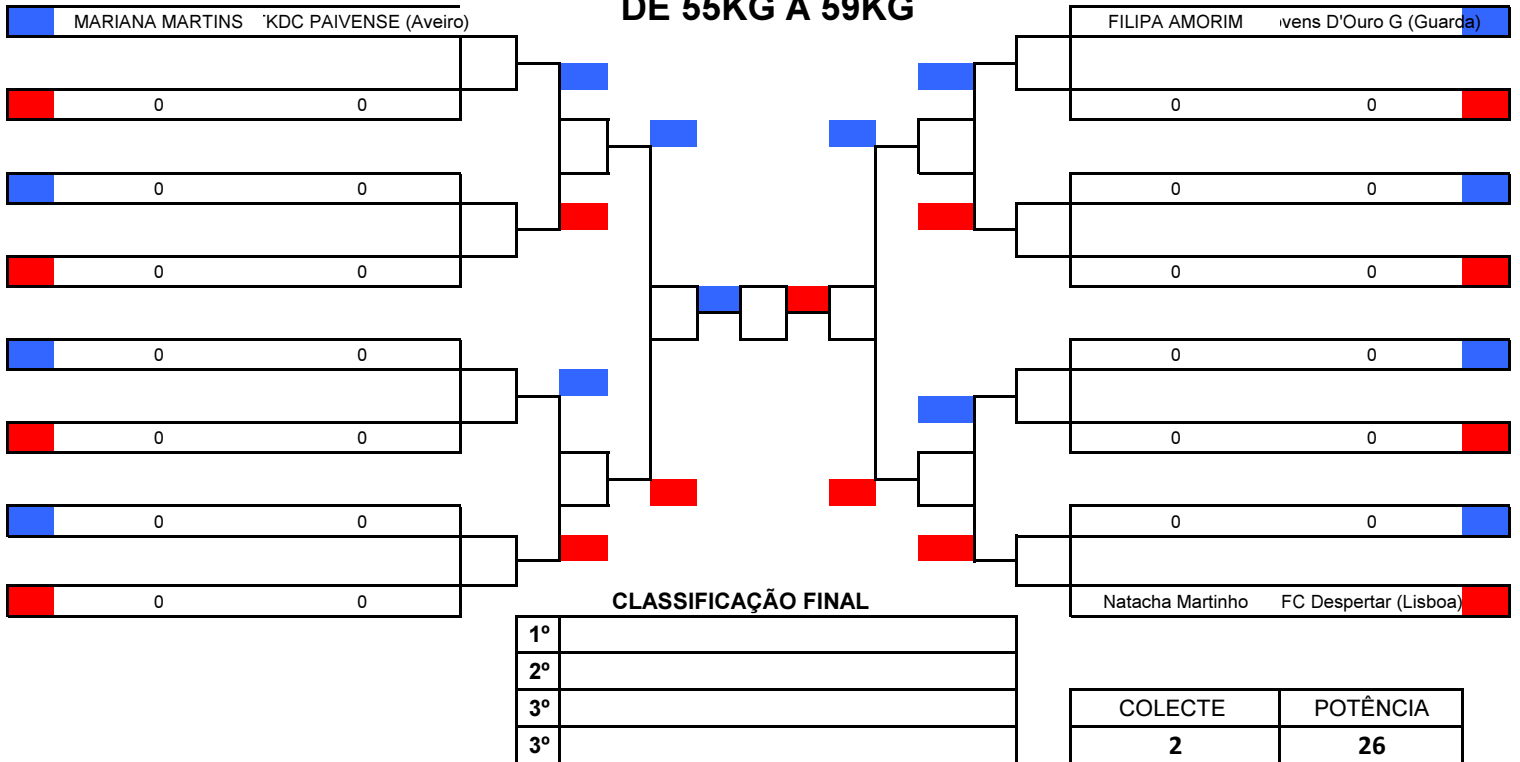 DE 55KG A 59KG
MARIANA MARTINS TKDC PAIVENSE (Aveiro)
0 0
0 0
0 0
0 0
0 0
0 0
0 0
FILIPA AMORIM D'Ouro G (Guarda)
0 0
0 0
0 0
0 0
0 0
0 0
Natacha Martinho FC Despertar (Lisboa)
CLASSIFICAÇÃO FINAL
1º
2º
3º
3º
COLECTE POTÊNCIA
2 26